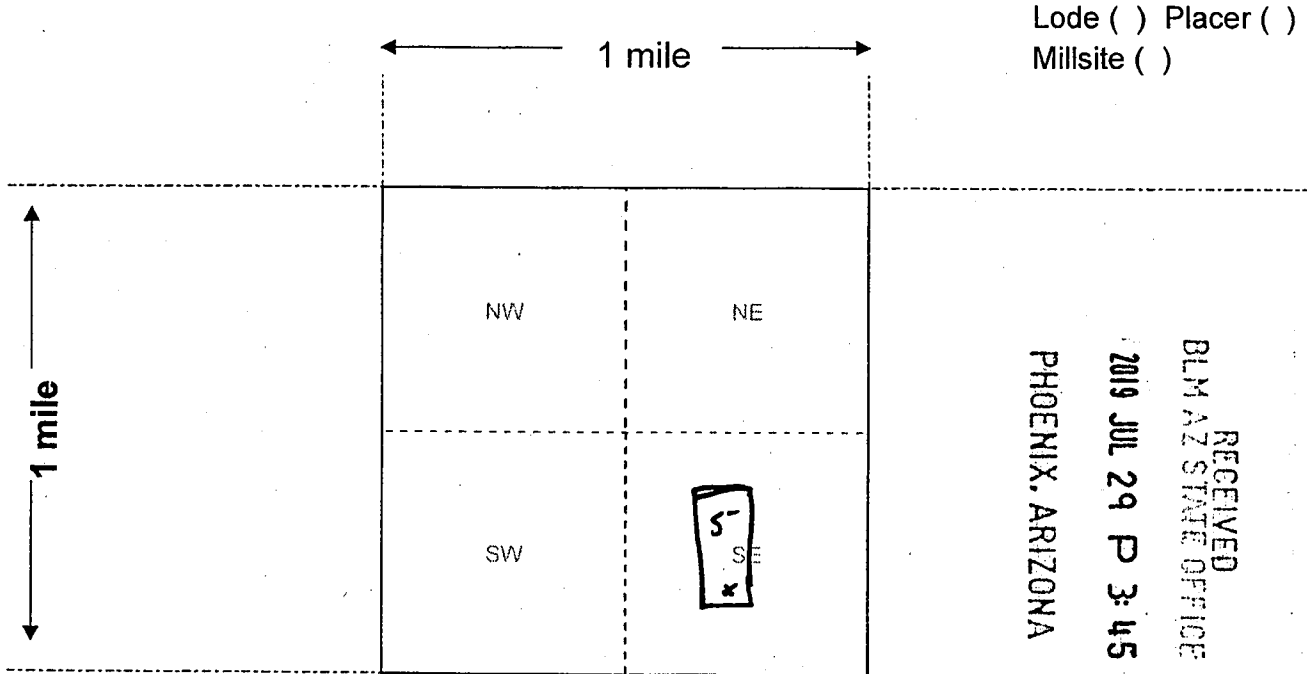 Lode ( ) Placer ( )
Millsite ( )
1 mile
1 mile
NW
NE
SW
SE
5
x
RECEIVED
BLM AZ STATE OFFICE
2019 JUL 29 P 3:45
PHOENIX, ARIZONA